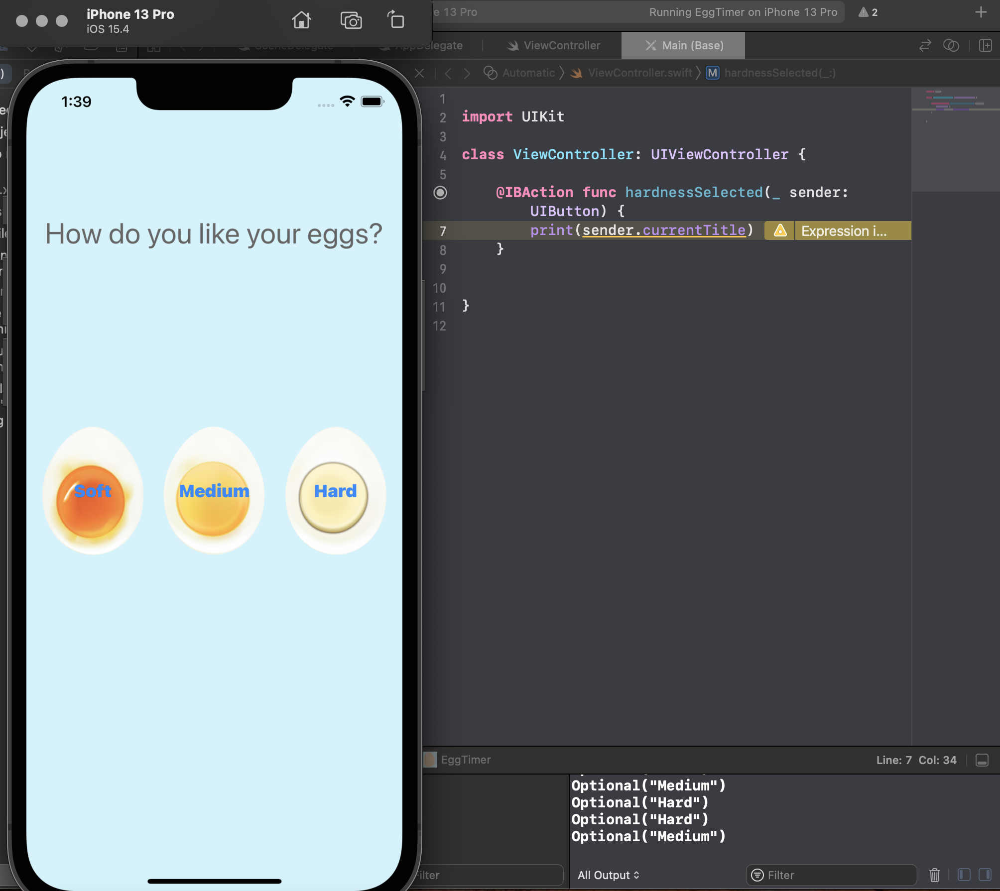 iPhone 13 Pro
iOS 15.4
e 13 Pro
Running EggTimer on iPhone 13 Pro
2
ViewController
Main (Base)
Automatic
ViewController.swift
M
hardnessSelected(_:)
1:39
How do you like your eggs?
Soft
Medium
Hard
1
2 import UIKit
3
4 class ViewController: UIViewController {
5
@IBAction func hardnessSelected(_ sender:
UIButton) {
7 print(sender.currentTitle)
Expression i...
8 }
9
10
11 }
12
EggTimer
Line: 7 Col: 34
Optional("Medium")
Optional("Hard")
Optional("Hard")
Optional("Medium")
Filter
All Output
Filter